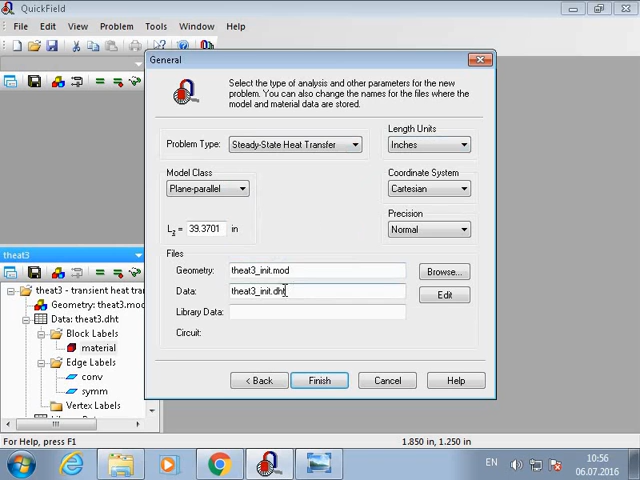 QuickField
File Edit View Problem Tools Window Help
General
Select the type of analysis and other parameters for the new
problem. You can also change the names for the files where the
model and material data are stored.
Problem Type: Steady-State Heat Transfer
Length Units
Inches
Model Class
Plane-parallel
Coordinate System
Cartesian
Lz = 39.3701 in
Precision
Normal
Files
Geometry: theat3_init.mod Browse...
Data: theat3_init.dht Edit
Library Data:
Circuit:
< Back Finish Cancel Help
theat3
theat3 - transient heat tran
Geometry: theat3.mod
Data: theat3.dht
Block Labels
material
Edge Labels
conv
symm
Vertex Labels
For Help, press F1
1.850 in, 1.250 in
EN
10:56
06.07.2016